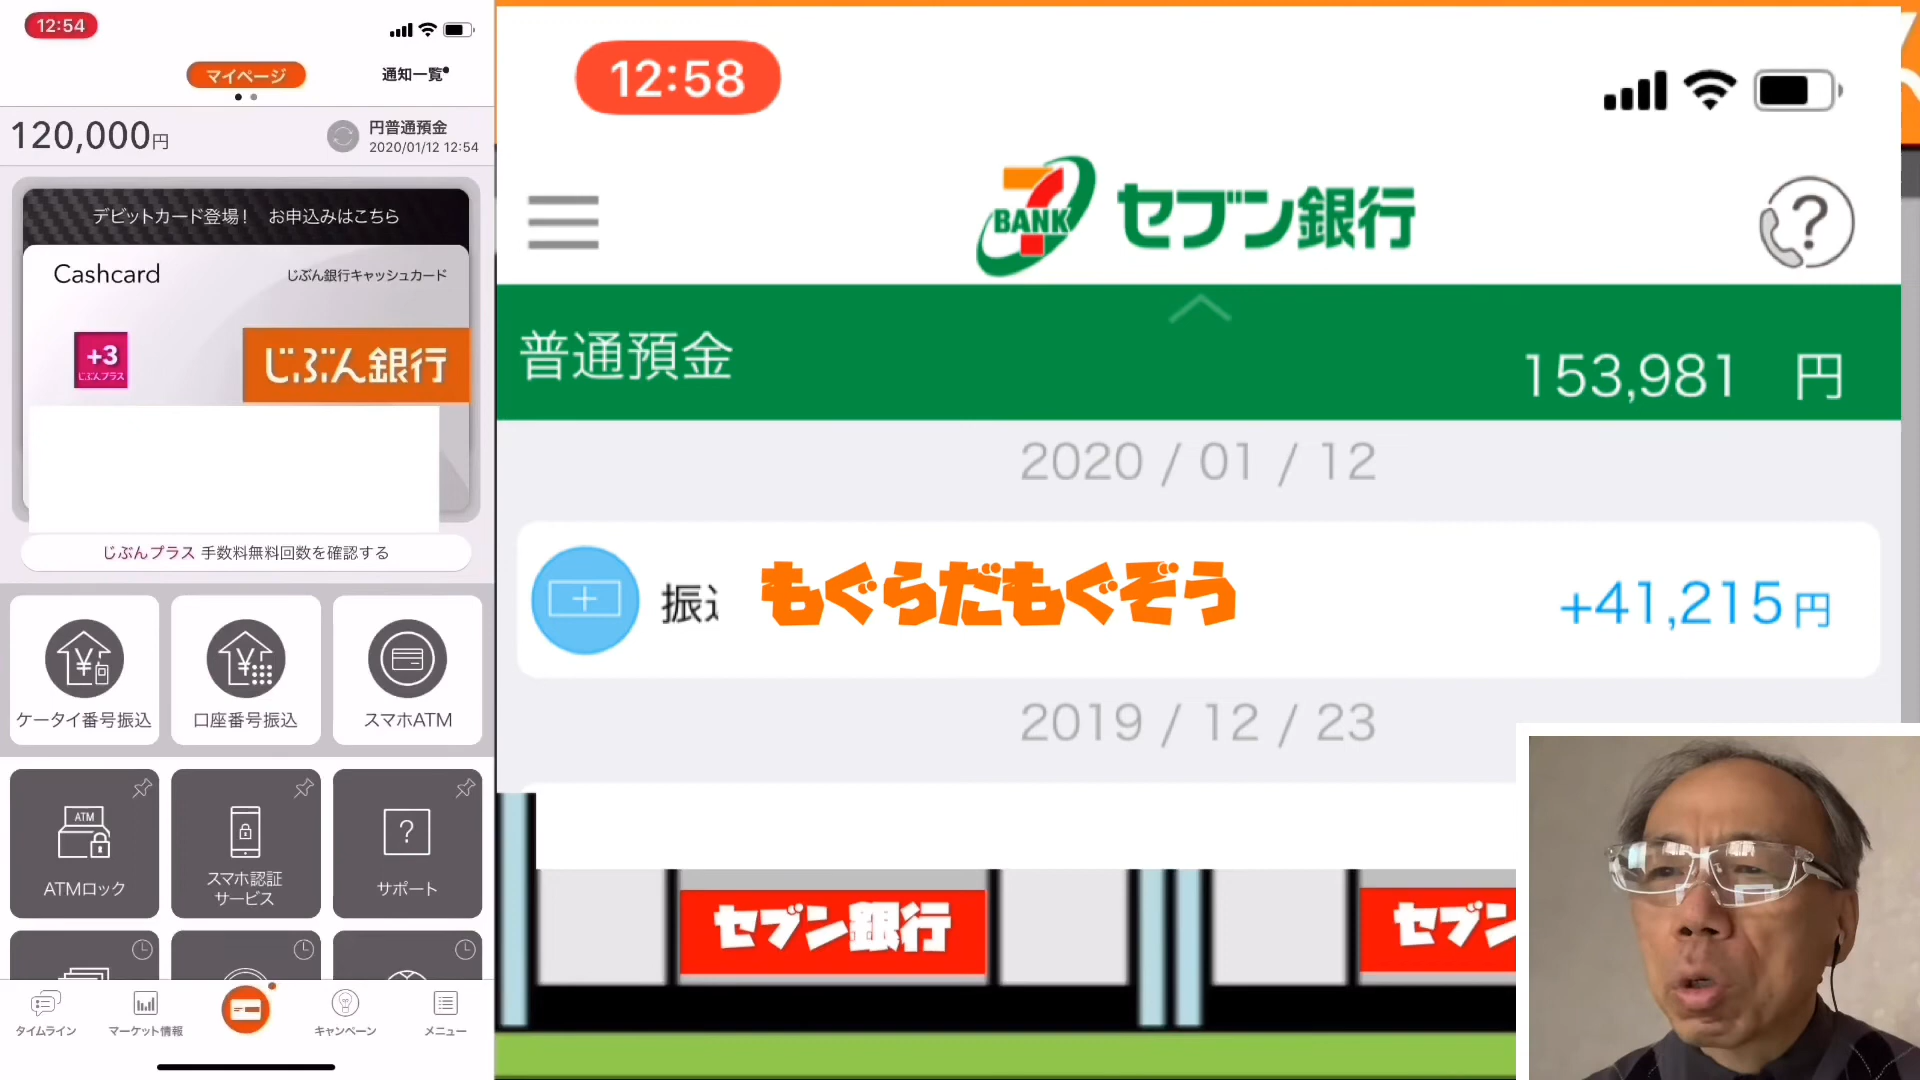 12:54
マイページ
通知一覧
120,000円
円普通預金
2020/01/12 12:54
デビットカード登場！ お申込みはこちら
Cashcard
じぶん銀行キャッシュカード
+3
じぶんプラス
じぶん銀行
じぶんプラス 手数料無料回数を確認する
ケータイ番号振込
口座番号振込
スマホATM
ATM
ATMロック
スマホ認証
サービス
?
サポート
タイムライン
マーケット情報
キャンペーン
メニュー
12:58
7
BANK
セブン銀行
?
普通預金
153,981 円
2020 / 01 / 12
振込 もぐらだもぐぞう
+41,215円
2019 / 12 / 23
セブン銀行
セブン